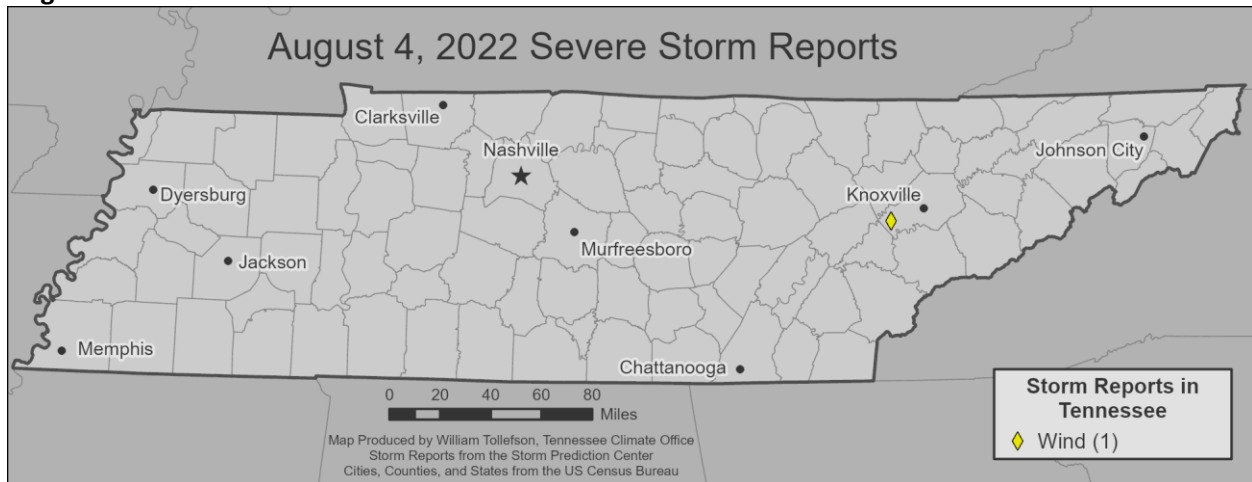 August 4, 2022 Severe Storm Reports
Clarksville
Nashville
Johnson City
Dyersburg
Knoxville
Murfreesboro
Jackson
Memphis
Chattanooga
0 20 40 60 80
Miles
Map Produced by William Tollefson, Tennessee Climate Office
Storm Reports from the Storm Prediction Center
Cities, Counties, and States from the US Census Bureau
Storm Reports in
Tennessee
Wind (1)